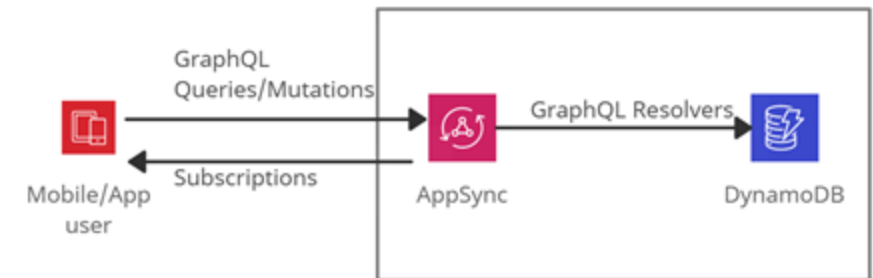 GraphQL
Queries/Mutations
GraphQL Resolvers
Subscriptions
Mobile/App
user
AppSync
DynamoDB